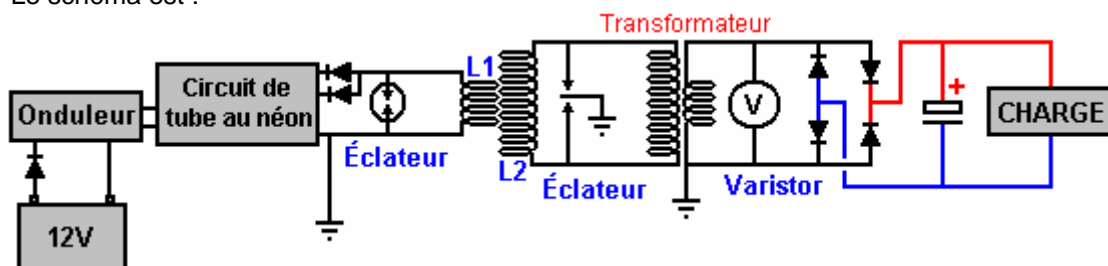 Le schéma est :
Transformateur
L1
Circuit de
tube au néon
Onduleur
V
+
CHARGE
Éclateur
L2
Éclateur
Varistor
12V